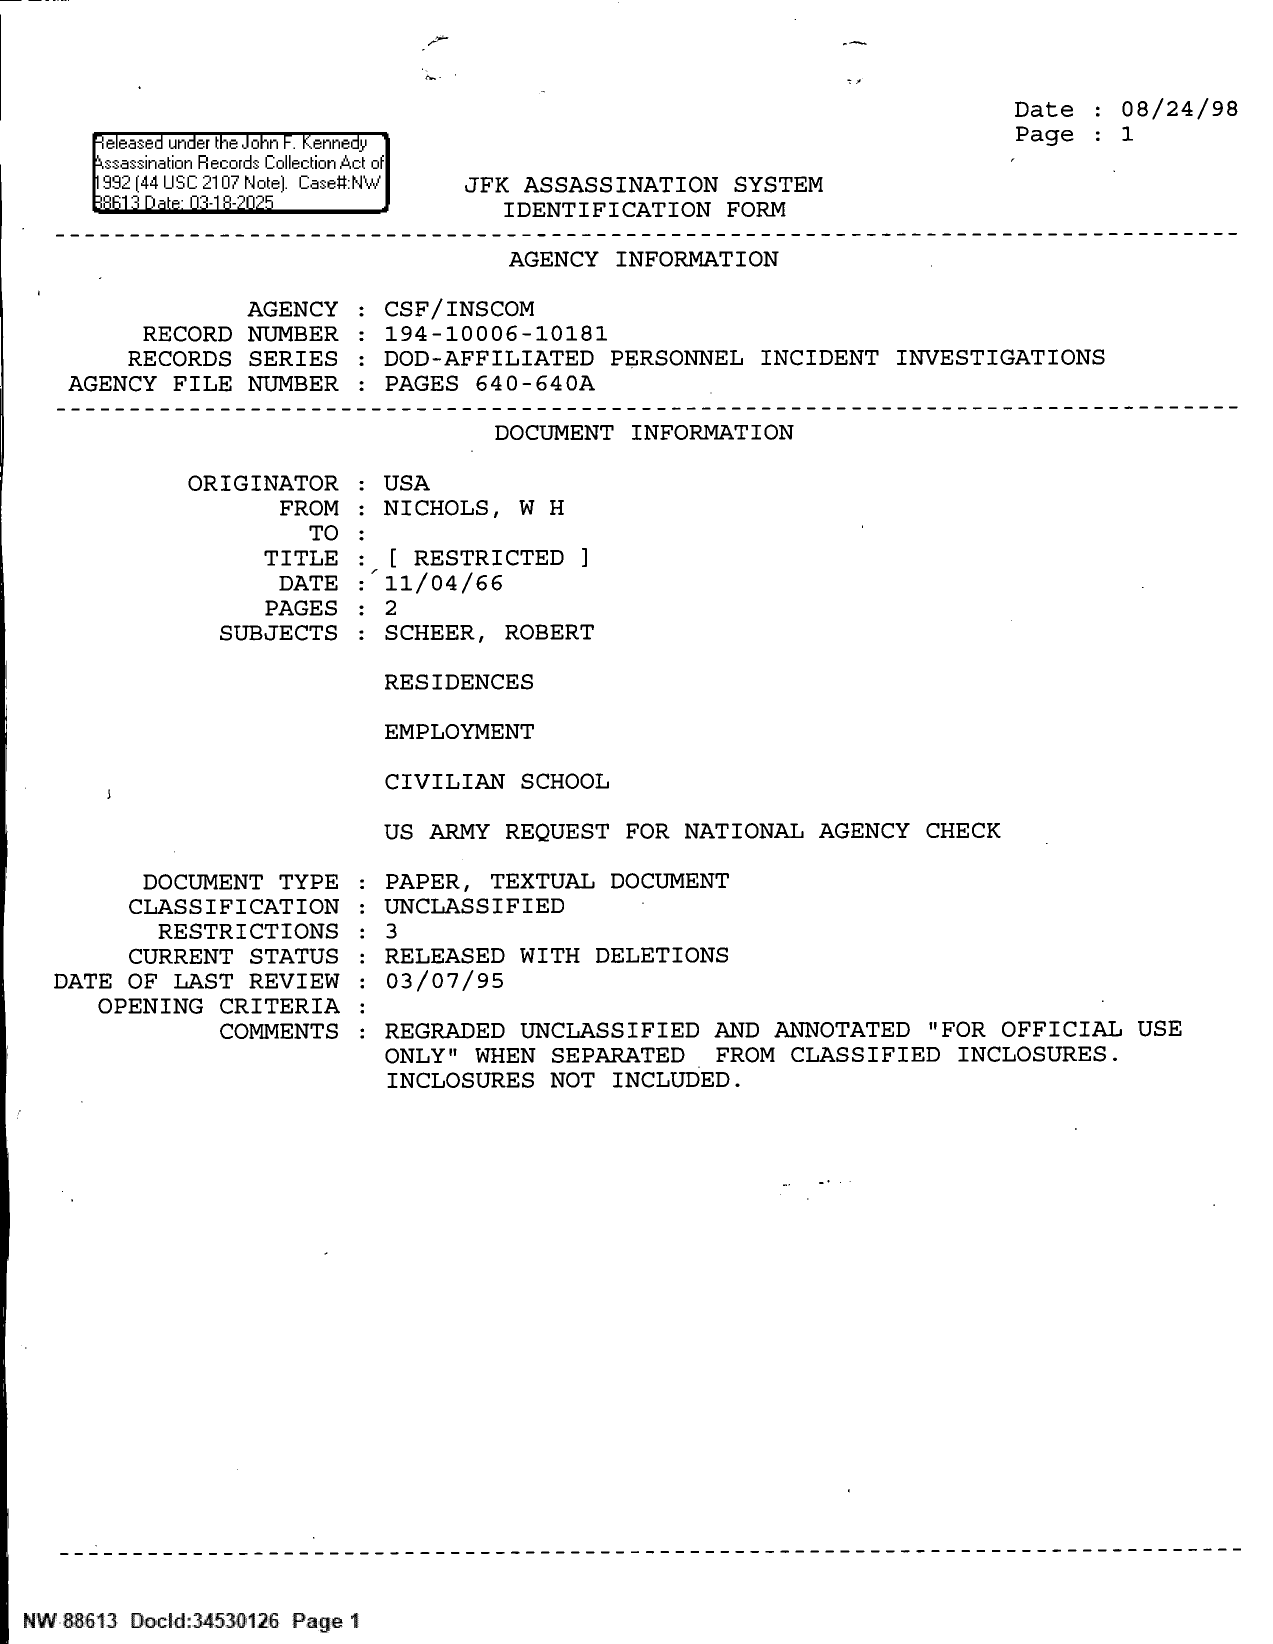 Date : 08/24/98
Page : 1
Released under the John F. Kennedy
Assassination Records Collection Act of
1992 (44 USC 2107 Note). Case#:NW
88613 Date: 03-18-2025
JFK ASSASSINATION SYSTEM
IDENTIFICATION FORM
AGENCY INFORMATION
AGENCY : CSF/INSCOM
RECORD NUMBER : 194-10006-10181
RECORDS SERIES : DOD-AFFILIATED PERSONNEL INCIDENT INVESTIGATIONS
AGENCY FILE NUMBER : PAGES 640-640A
DOCUMENT INFORMATION
ORIGINATOR : USA
FROM : NICHOLS, W H
TO :
TITLE : [ RESTRICTED ]
DATE : 11/04/66
PAGES : 2
SUBJECTS : SCHEER, ROBERT
RESIDENCES
EMPLOYMENT
CIVILIAN SCHOOL
US ARMY REQUEST FOR NATIONAL AGENCY CHECK
DOCUMENT TYPE : PAPER, TEXTUAL DOCUMENT
CLASSIFICATION : UNCLASSIFIED
RESTRICTIONS : 3
CURRENT STATUS : RELEASED WITH DELETIONS
DATE OF LAST REVIEW : 03/07/95
OPENING CRITERIA :
COMMENTS : REGRADED UNCLASSIFIED AND ANNOTATED "FOR OFFICIAL USE
ONLY" WHEN SEPARATED FROM CLASSIFIED INCLOSURES.
INCLOSURES NOT INCLUDED.
NW 88613 DocId:34530126 Page 1